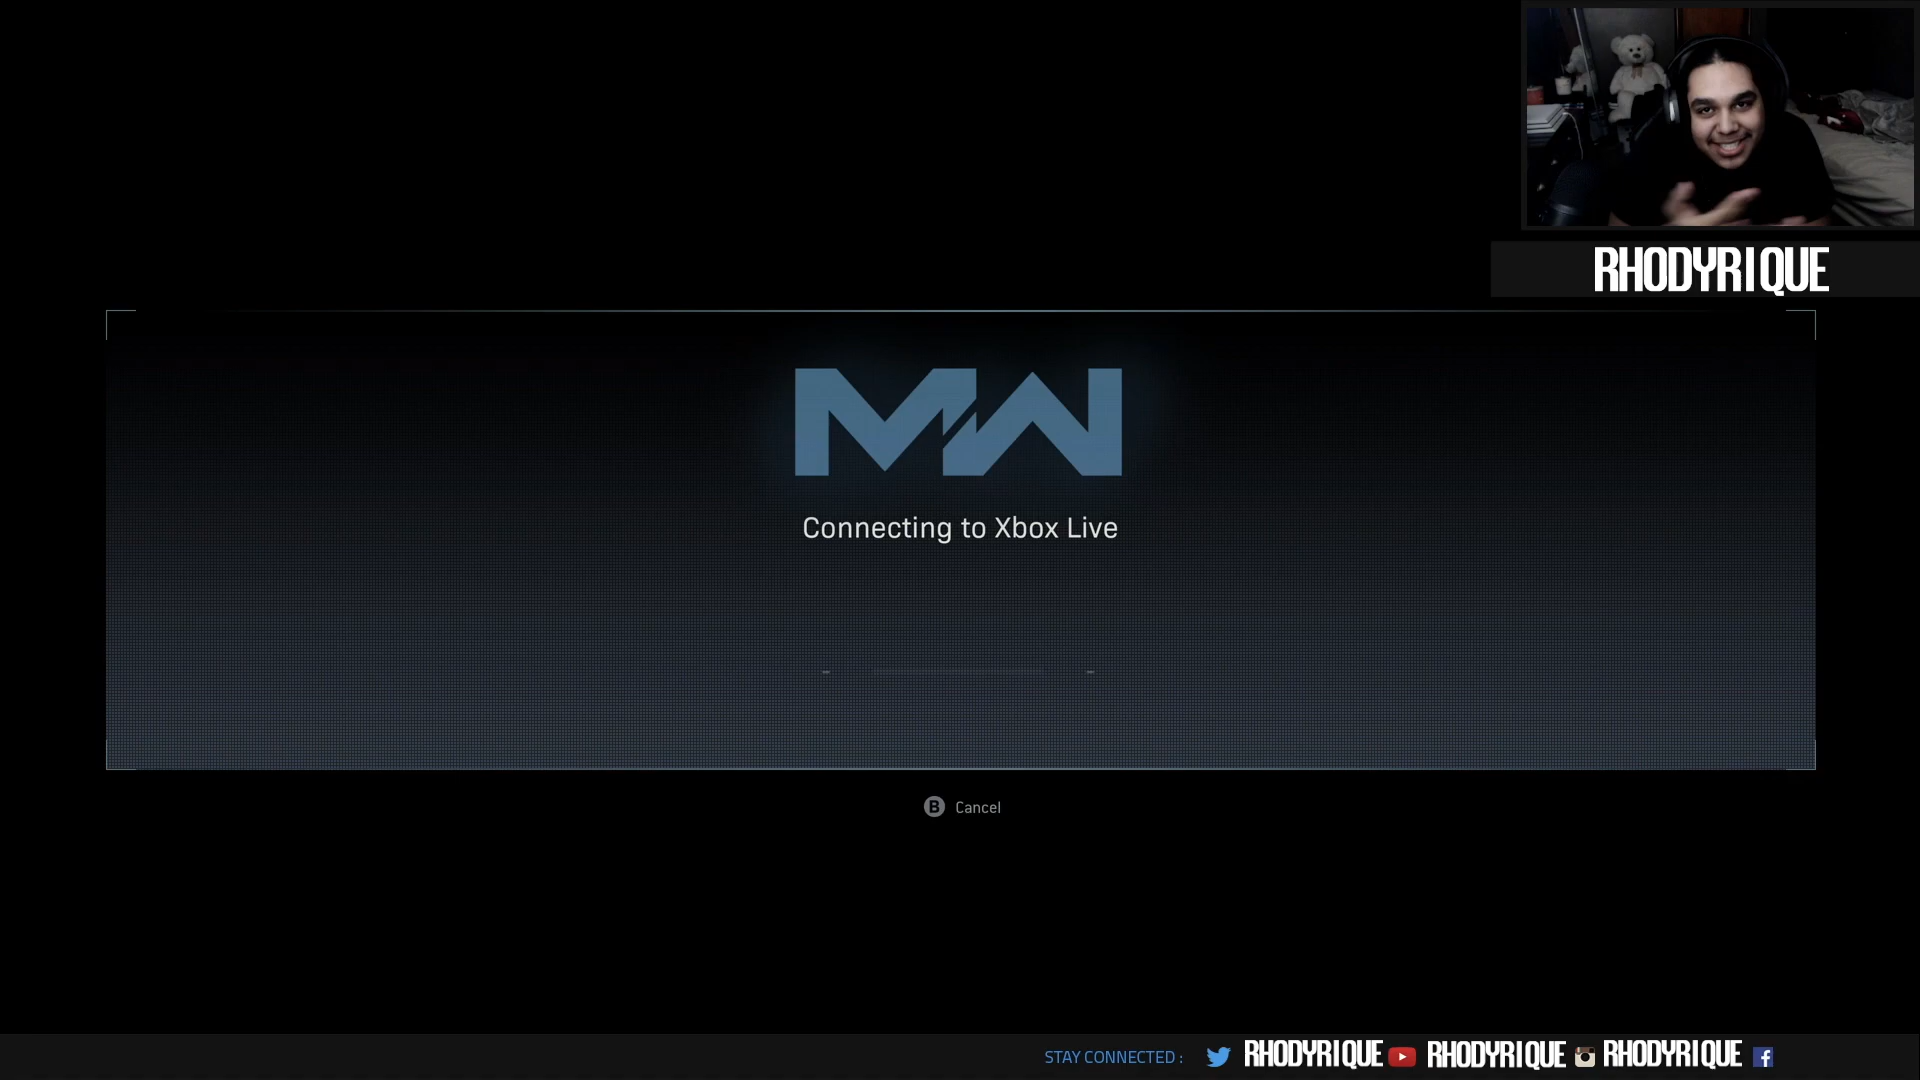 RHODYRIQUE
MW
Connecting to Xbox Live
B Cancel
STAY CONNECTED : RHODYRIQUE RHODYRIQUE RHODYRIQUE